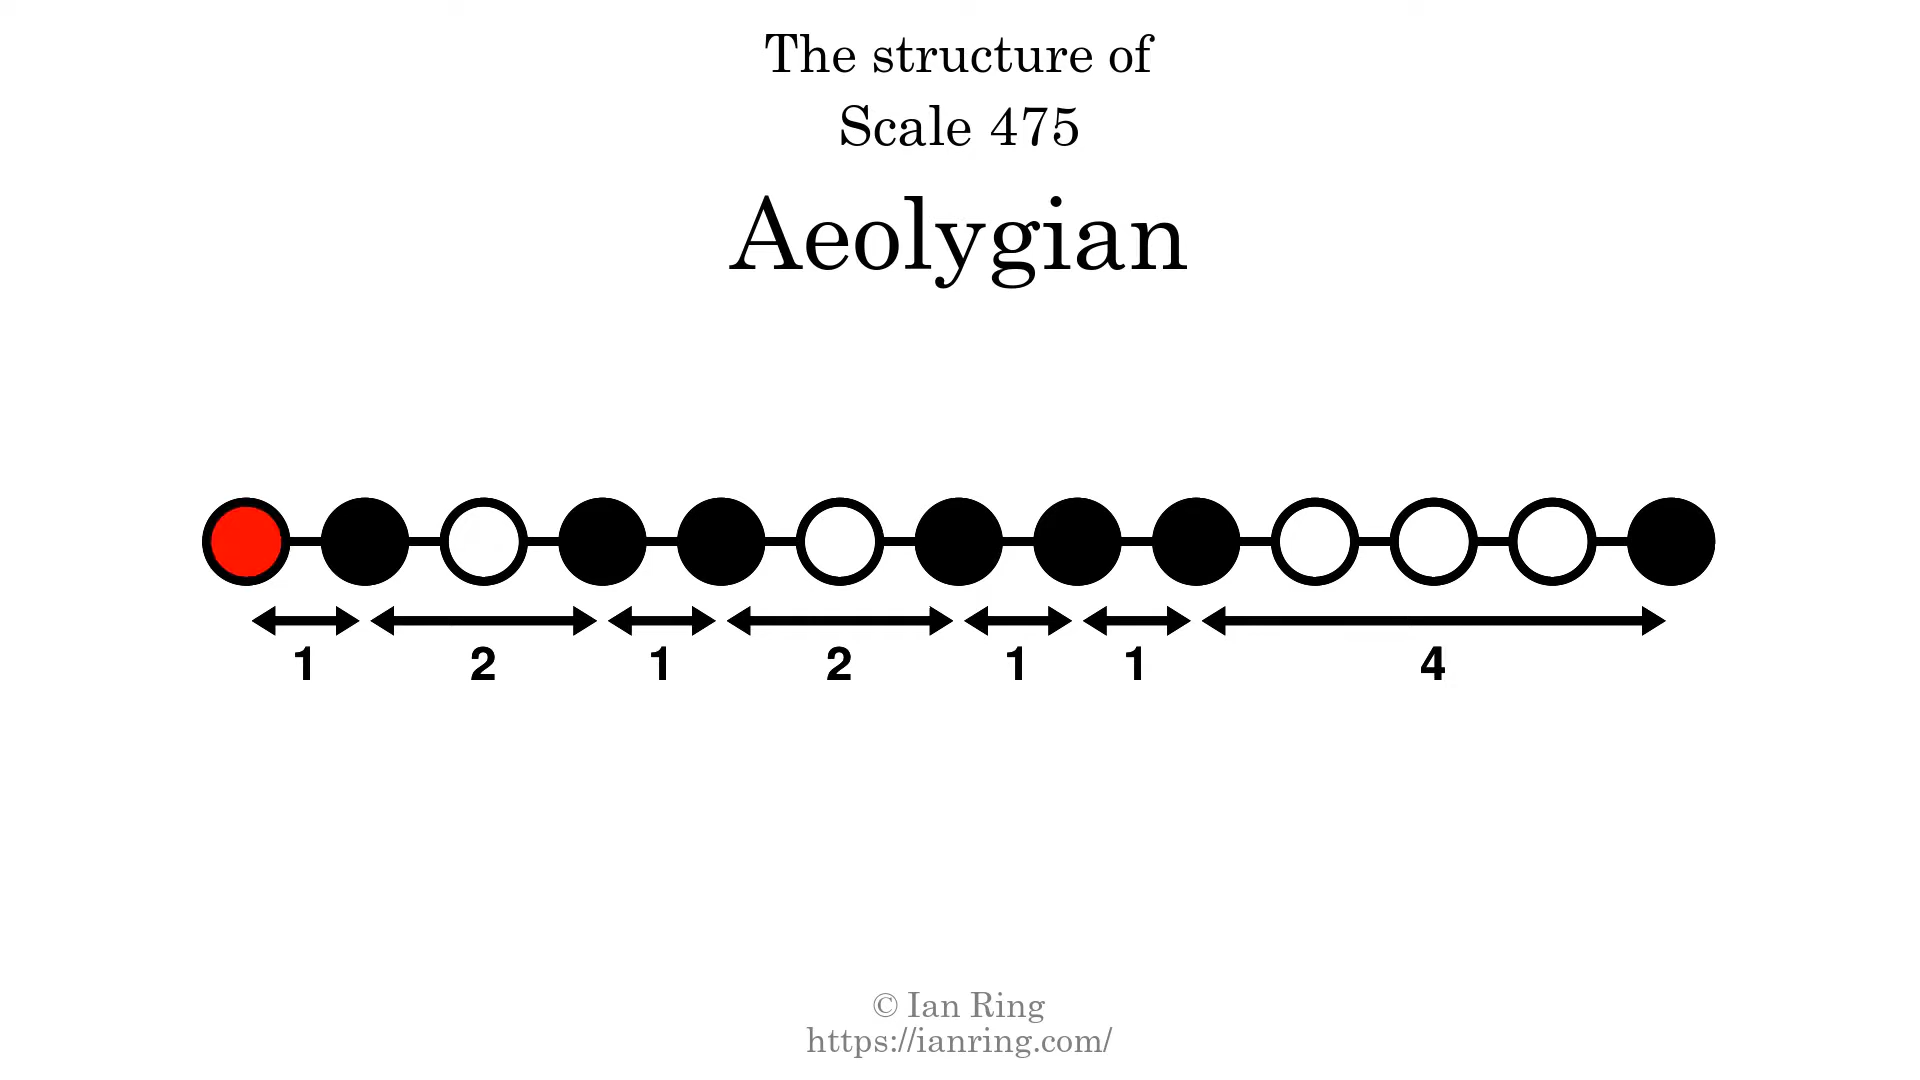 The structure of
Scale 475
Aeolygian
1 2 1 2 1 1 4
© Ian Ring
https://ianring.com/